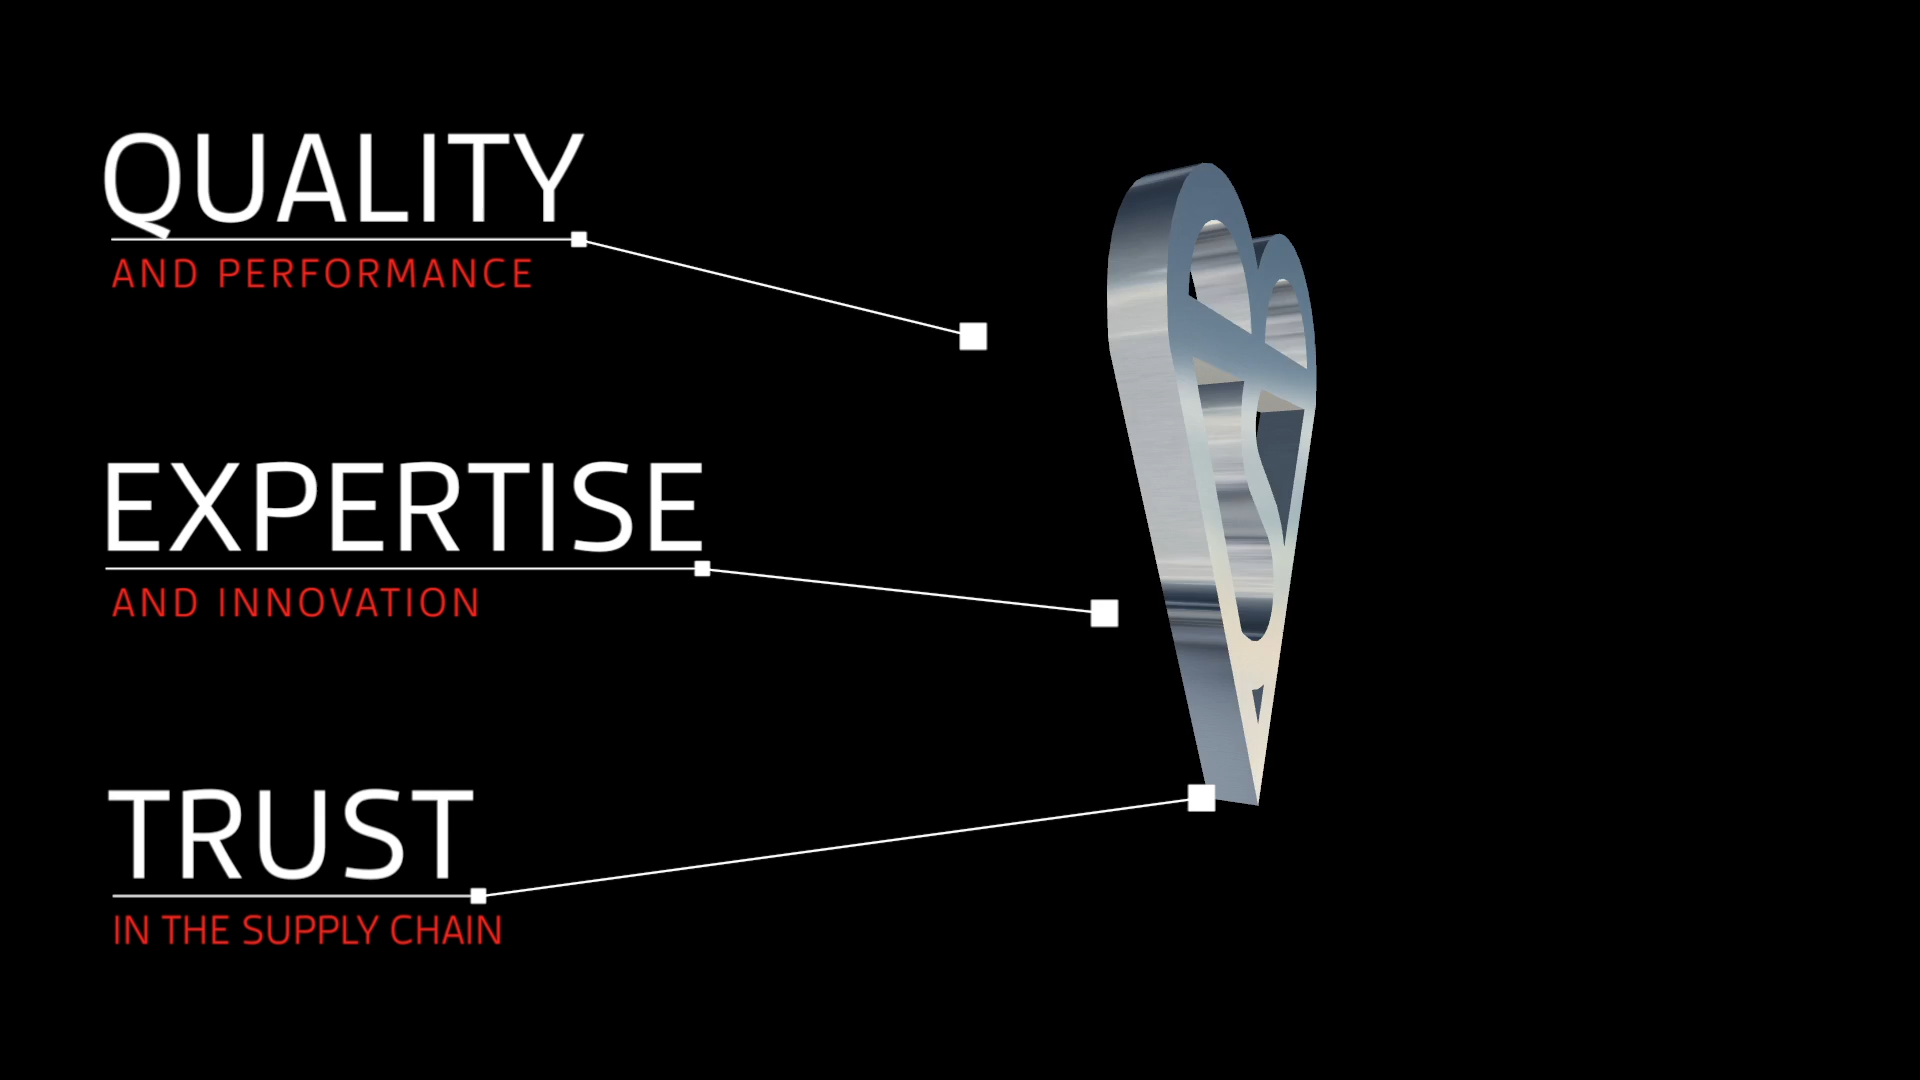 QUALITY
AND PERFORMANCE
EXPERTISE
AND INNOVATION
TRUST
IN THE SUPPLY CHAIN